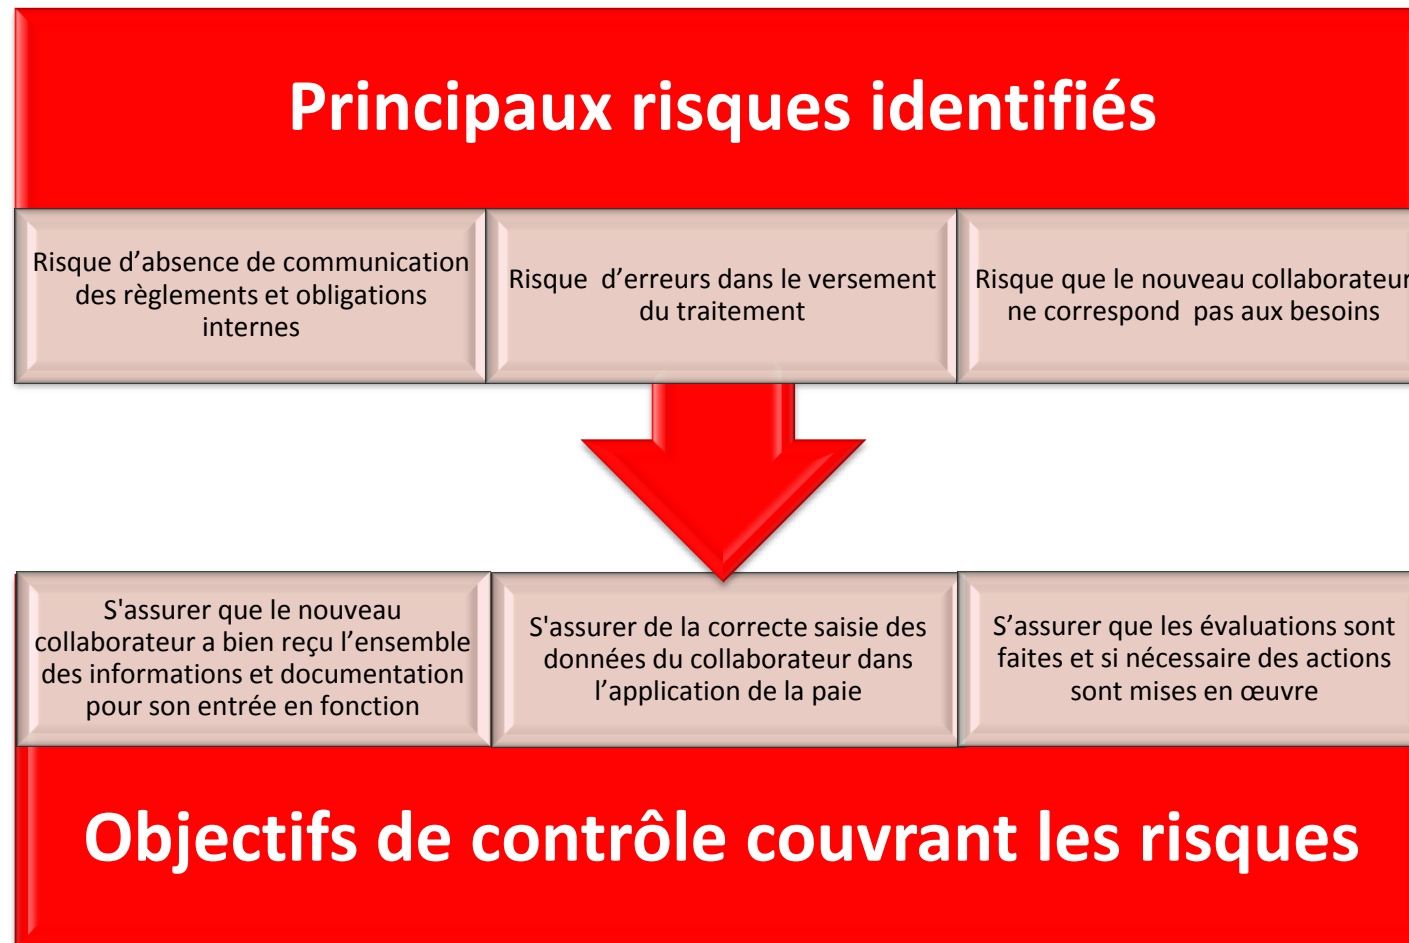 Principaux risques identifiés
Risque d’absence de communication
des règlements et obligations
internes
Risque  d’erreurs dans le versement
du traitement
Risque que le nouveau collaborateur
ne correspond  pas aux besoins
S'assurer que le nouveau
collaborateur a bien reçu l’ensemble
des informations et documentation
pour son entrée en fonction
S'assurer de la correcte saisie des
données du collaborateur dans
l’application de la paie
S’assurer que les évaluations sont
faites et si nécessaire des actions
sont mises en œuvre
Objectifs de contrôle couvrant les risques